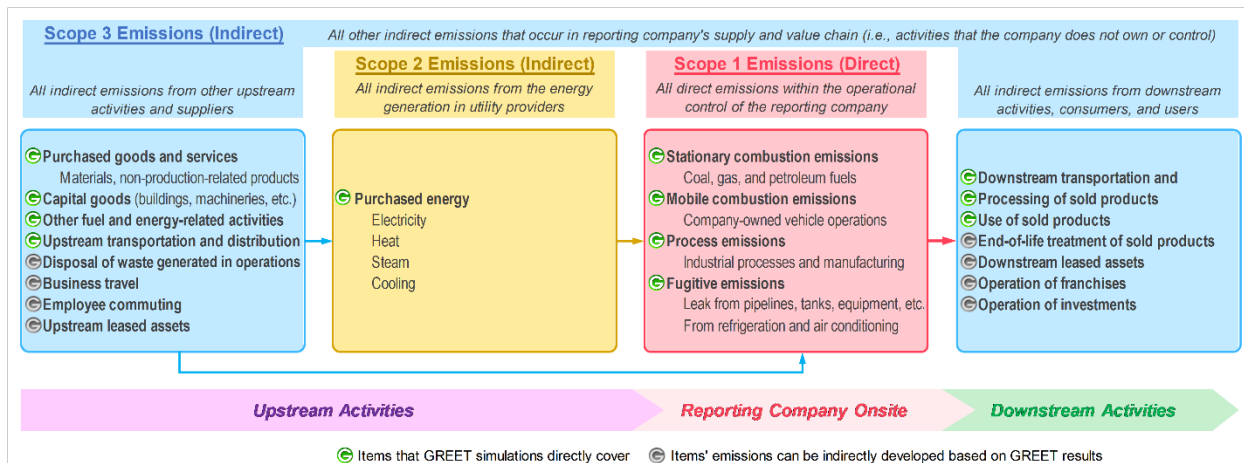 Scope 3 Emissions (Indirect)
All other indirect emissions that occur in reporting company's supply and value chain (i.e., activities that the company does not own or control)
All indirect emissions from other upstream
activities and suppliers
Scope 2 Emissions (Indirect)
All indirect emissions from the energy
generation in utility providers
Scope 1 Emissions (Direct)
All direct emissions within the operational
control of the reporting company
All indirect emissions from downstream
activities, consumers, and users
Purchased goods and services
Materials, non-production-related products
Capital goods (buildings, machineries, etc.)
Other fuel and energy-related activities
Upstream transportation and distribution
Disposal of waste generated in operations
Business travel
Employee commuting
Upstream leased assets
Purchased energy
Electricity
Heat
Steam
Cooling
Stationary combustion emissions
Coal, gas, and petroleum fuels
Mobile combustion emissions
Company-owned vehicle operations
Process emissions
Industrial processes and manufacturing
Fugitive emissions
Leak from pipelines, tanks, equipment, etc.
From refrigeration and air conditioning
Downstream transportation and
Processing of sold products
Use of sold products
End-of-life treatment of sold products
Downstream leased assets
Operation of franchises
Operation of investments
Upstream Activities
Reporting Company Onsite
Downstream Activities
Items that GREET simulations directly cover
Items' emissions can be indirectly developed based on GREET results